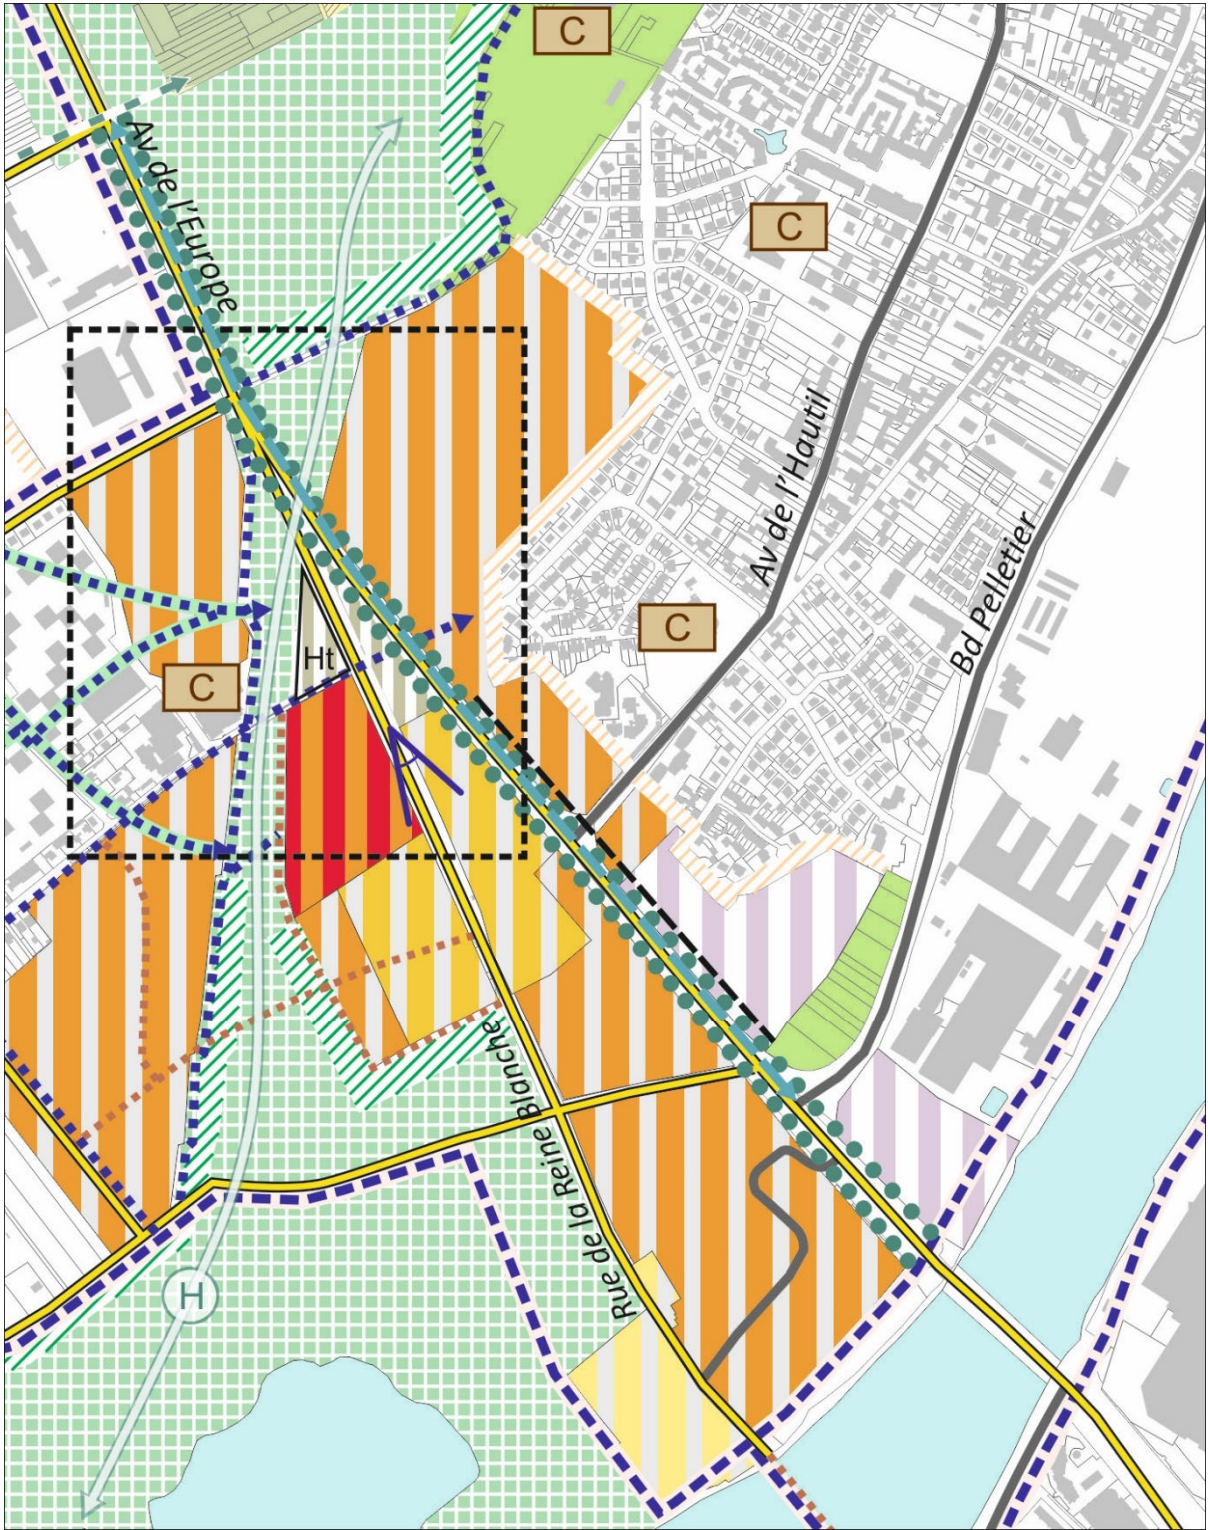 C
Av de l'Europe
C
Av de l'Hautil
Bd Pelletier
C
Ht
C
Rue de la Reine Blanche
H